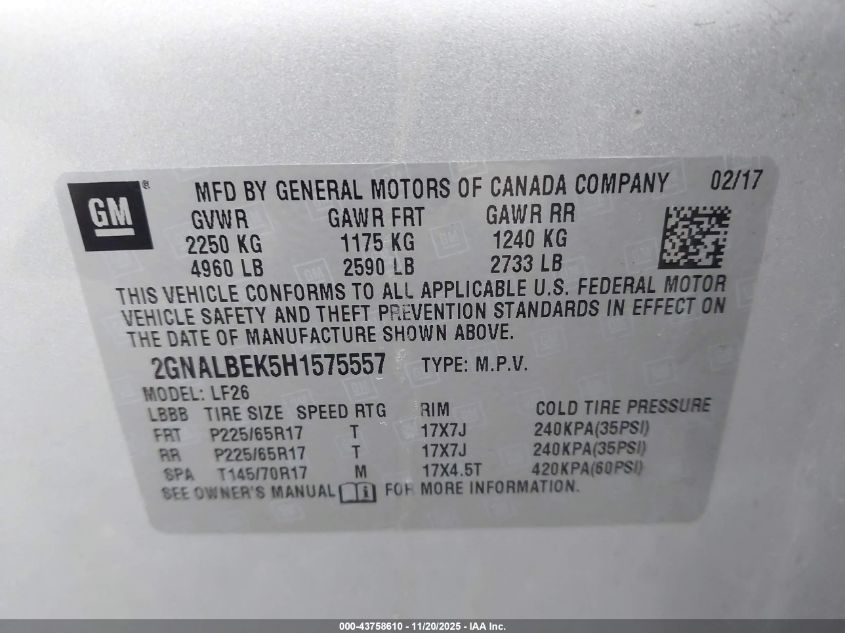 GM ® MFD BY GENERAL MOTORS OF CANADA COMPANY 02/17
GVWR GAWR FRT GAWR RR
2250 KG 1175 KG 1240 KG
4960 LB 2590 LB 2733 LB
THIS VEHICLE CONFORMS TO ALL APPLICABLE U.S. FEDERAL MOTOR
VEHICLE SAFETY AND THEFT PREVENTION STANDARDS IN EFFECT ON
THE DATE OF MANUFACTURE SHOWN ABOVE.
2GNALBEK5H1575557 TYPE: M.P.V.
MODEL: LF26
LBBB TIRE SIZE SPEED RTG RIM COLD TIRE PRESSURE
FRT P225/65R17 T 17X7J 240KPA(35PSI)
RR P225/65R17 T 17X7J 240KPA(35PSI)
SPA T145/70R17 M 17X4.5T 420KPA(60PSI)
SEE OWNER'S MANUAL FOR MORE INFORMATION.
000-43758610 - 11/20/2025 - IAA Inc.